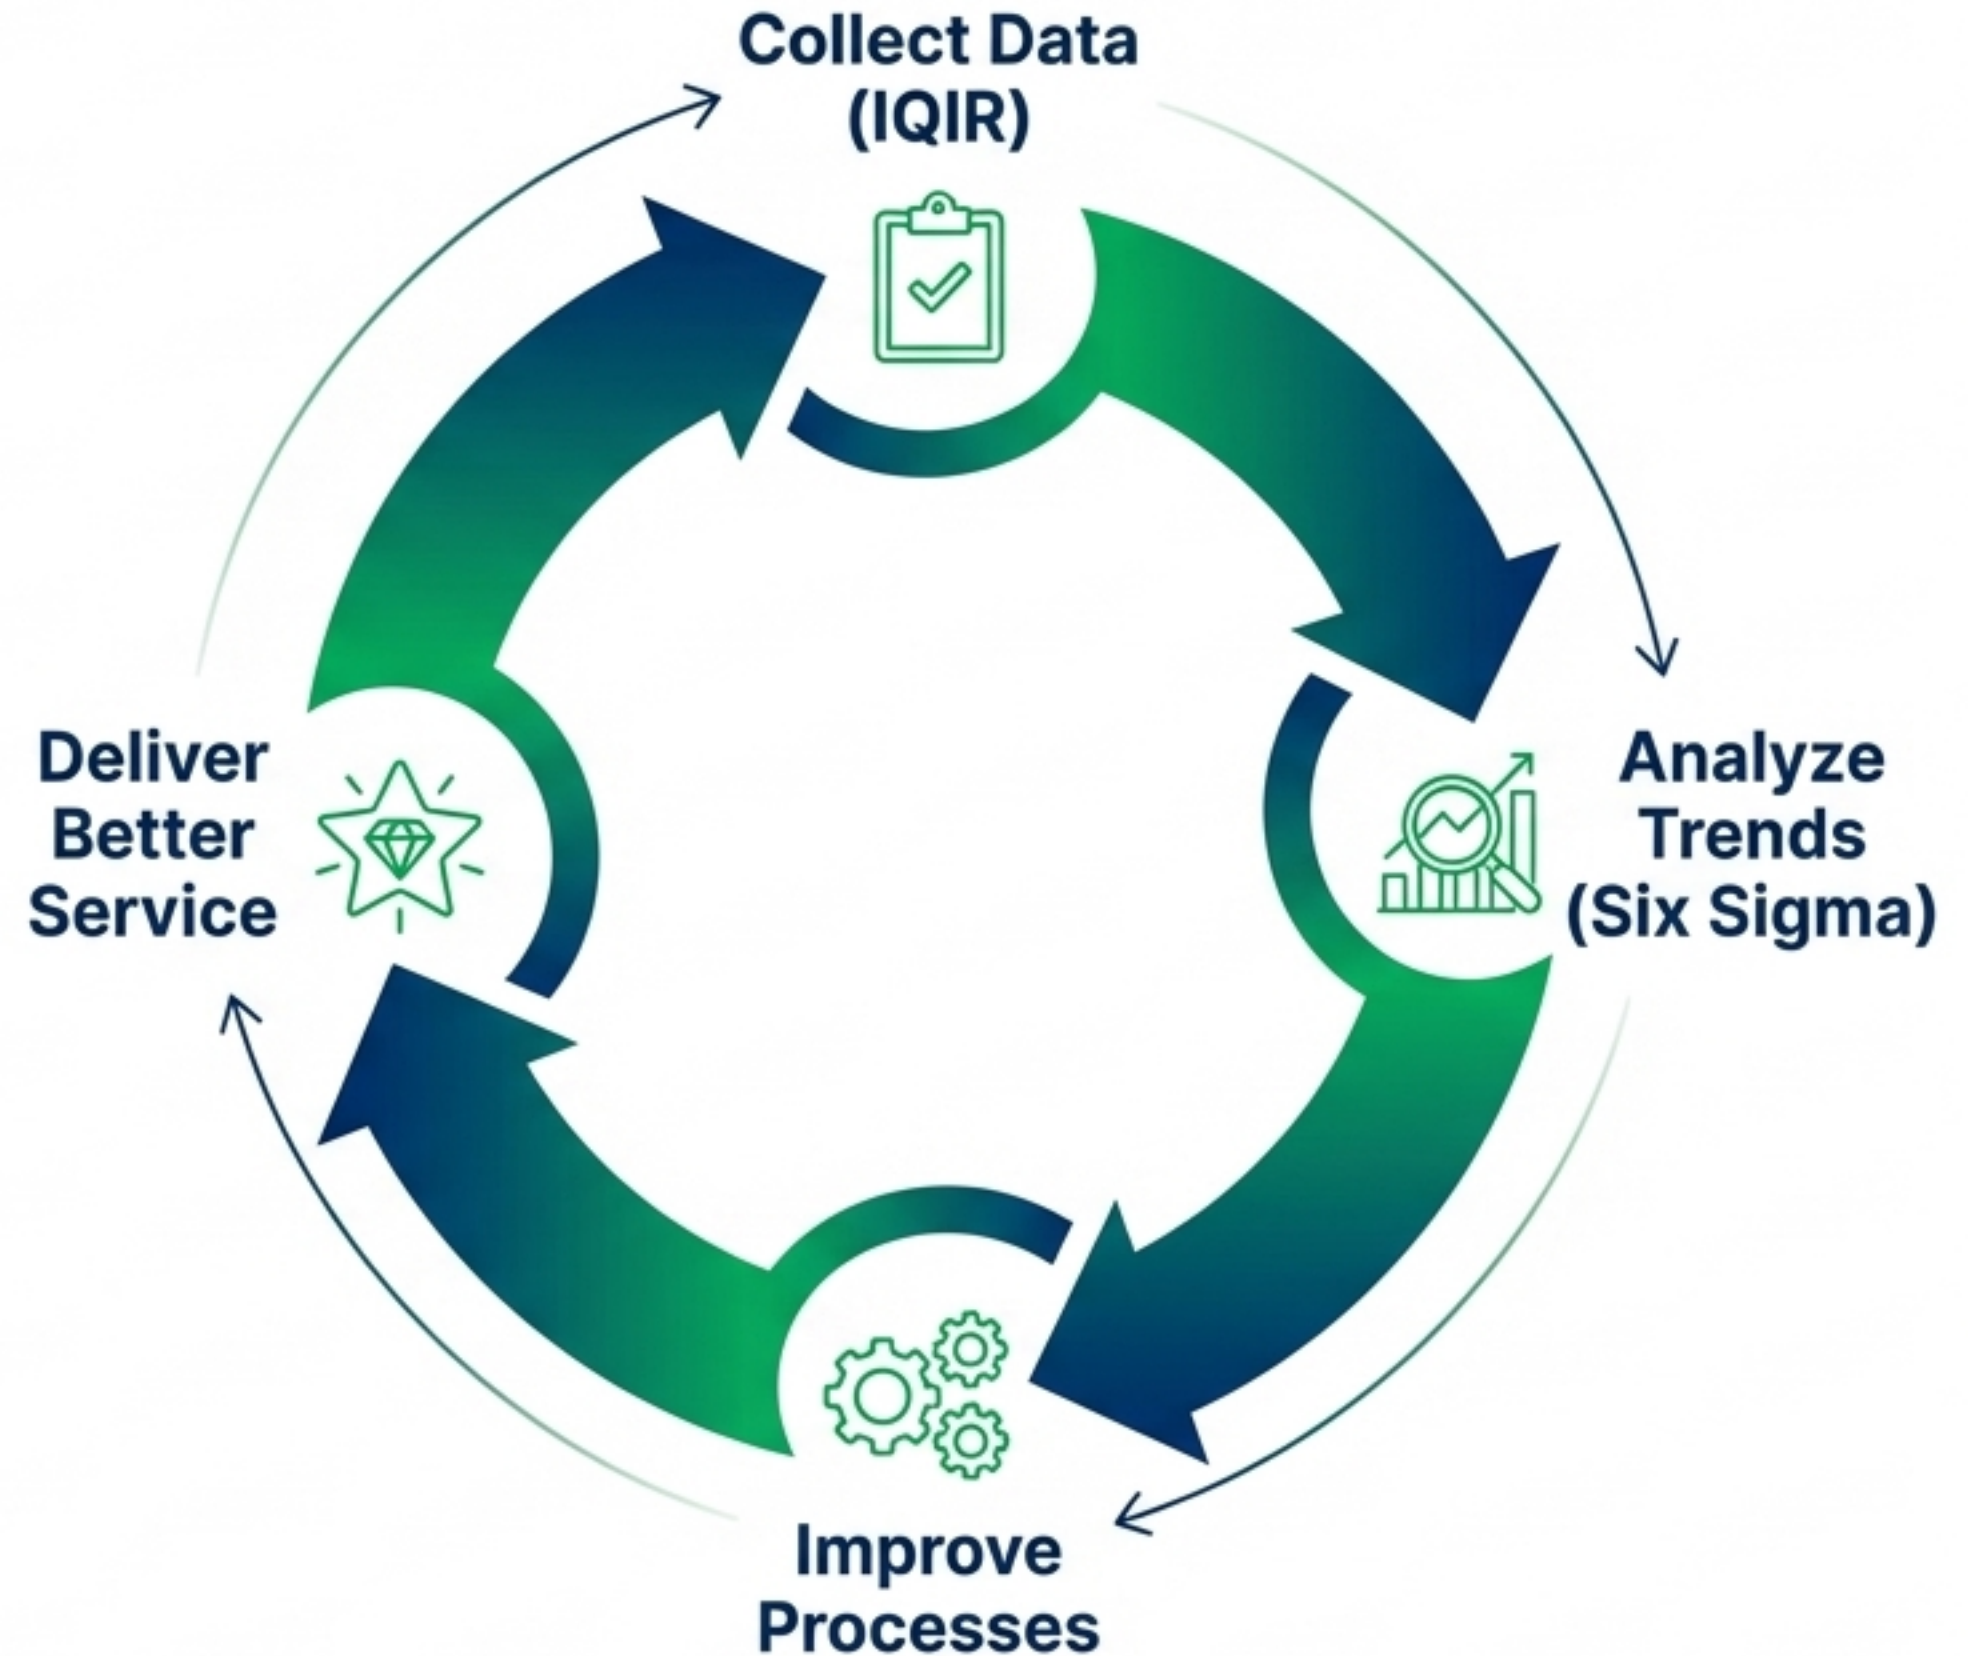 Collect Data
(IQIR)
Analyze
Trends
(Six Sigma)
Improve
Processes
Deliver
Better
Service